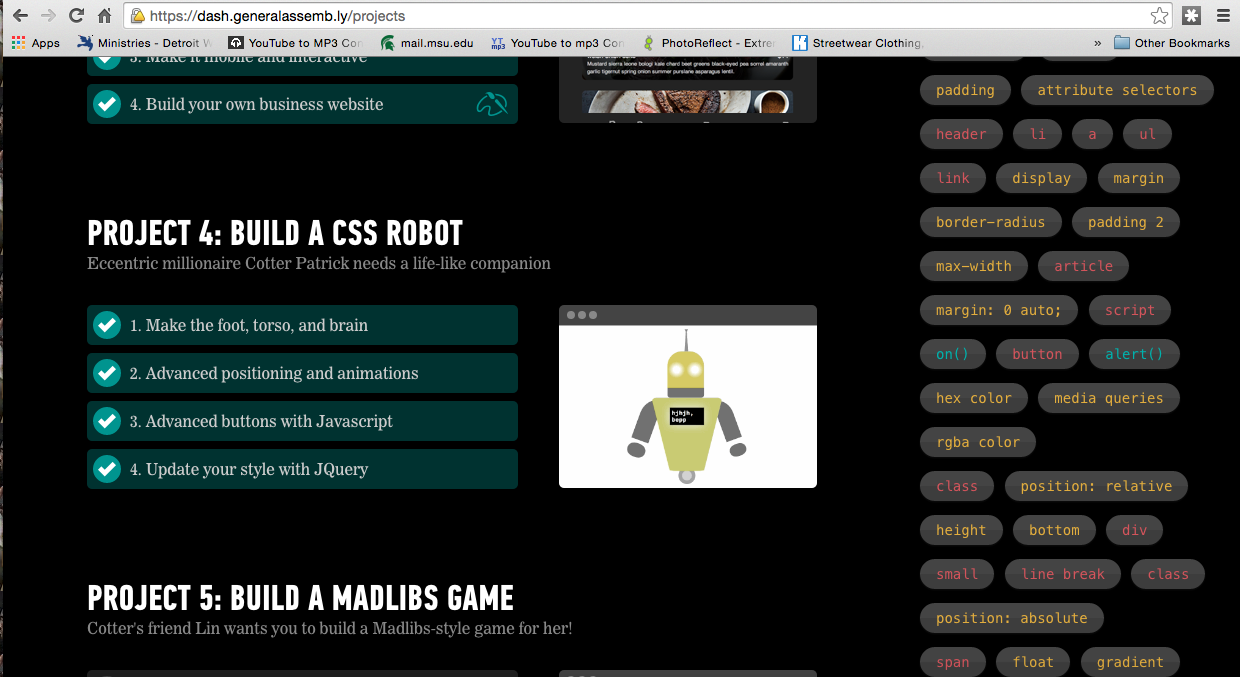 https://dash.generalassemb.ly/projects
Apps Ministries - Detroit W YouTube to MP3 Con mail.msu.edu YouTube to mp3 Con PhotoReflect - Extrem Streetwear Clothing, » Other Bookmarks
3. Make it mobile and interactive
4. Build your own business website
Mustard sierra leone bologi kale chard beet greens black-eyed pea sorrel amaranth
garlic tigernut spring onion summer purslane asparagus lentil.
PROJECT 4: BUILD A CSS ROBOT
Eccentric millionaire Cotter Patrick needs a life-like companion
1. Make the foot, torso, and brain
2. Advanced positioning and animations
3. Advanced buttons with Javascript
4. Update your style with JQuery
hjhjh,
bopp
PROJECT 5: BUILD A MADLIBS GAME
Cotter's friend Lin wants you to build a Madlibs-style game for her!
padding attribute selectors
header li a ul
link display margin
border-radius padding 2
max-width article
margin: 0 auto; script
on() button alert()
hex color media queries
rgba color
class position: relative
height bottom div
small line break class
position: absolute
span float gradient